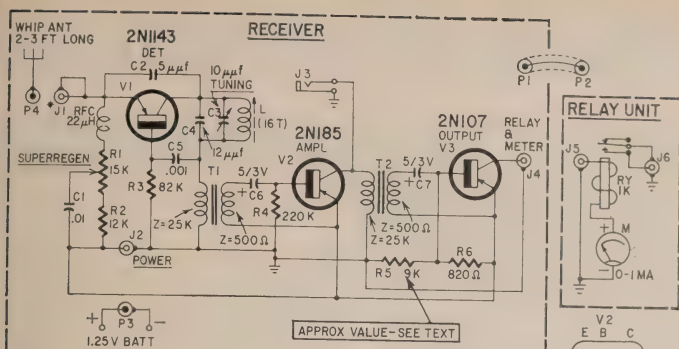 RECEIVER
WHIP ANT
2-3 FT LONG
P4
J1
2N1143
DET
C2 5μμf
V1
RFC
22μH
SUPERREGEN
R1
15K
C1
.01
R2
12K
R3
82K
C5
.001
C4
12μμf
10μμf
TUNING
C3
L
(16T)
T1
Z=25K
Z=500Ω
J2
POWER
P3
+ -
1.25V BATT
5/3V
+ C6
R4
220K
2N185
AMPL
V2
J3
T2
Z=500Ω
Z=25K
5/3V
+ C7
2N107
OUTPUT
V3
RELAY
&
METER
J4
R5 9K
R6
820Ω
APPROX VALUE-SEE TEXT
P1
P2
RELAY UNIT
J5
J6
RY
1K
+ M
-
0-1MA
V2
E B C